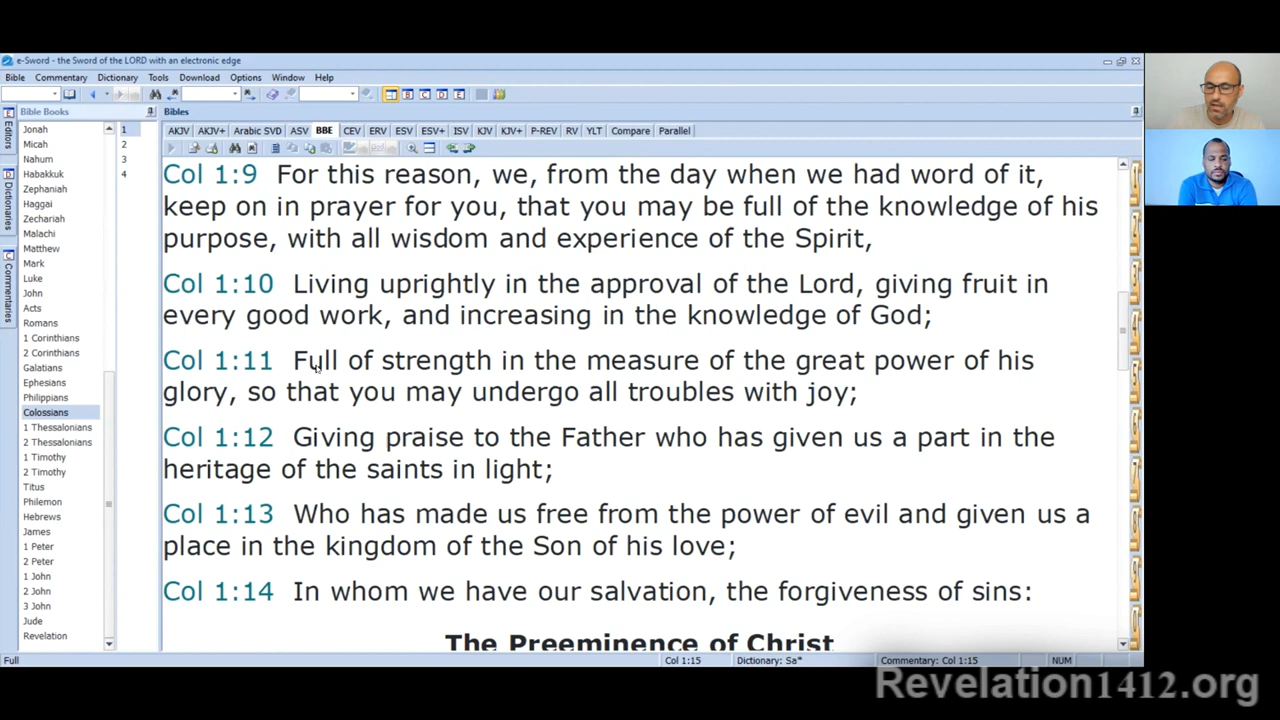 e-Sword - the Sword of the LORD with an electronic edge
Bible Commentary Dictionary Tools Download Options Window Help
B C D E
Bible Books
Bibles
Editors
Dictionaries
Commentaries
Jonah
Micah
Nahum
Habakkuk
Zephaniah
Haggai
Zechariah
Malachi
Matthew
Mark
Luke
John
Acts
Romans
1 Corinthians
2 Corinthians
Galatians
Ephesians
Philippians
Colossians
1 Thessalonians
2 Thessalonians
1 Timothy
2 Timothy
Titus
Philemon
Hebrews
James
1 Peter
2 Peter
1 John
2 John
3 John
Jude
Revelation
1
2
3
4
AKJV AKJV+ Arabic SVD ASV BBE CEV ERV ESV ESV+ ISV KJV KJV+ P-REV RV YLT Compare Parallel
Col 1:9 For this reason, we, from the day when we had word of it,
keep on in prayer for you, that you may be full of the knowledge of his
purpose, with all wisdom and experience of the Spirit,
Col 1:10 Living uprightly in the approval of the Lord, giving fruit in
every good work, and increasing in the knowledge of God;
Col 1:11 Full of strength in the measure of the great power of his
glory, so that you may undergo all troubles with joy;
Col 1:12 Giving praise to the Father who has given us a part in the
heritage of the saints in light;
Col 1:13 Who has made us free from the power of evil and given us a
place in the kingdom of the Son of his love;
Col 1:14 In whom we have our salvation, the forgiveness of sins:
The Preeminence of Christ
Full
Col 1:15
Dictionary: Sa*
Commentary: Col 1:15
NUM
Revelation1412.org